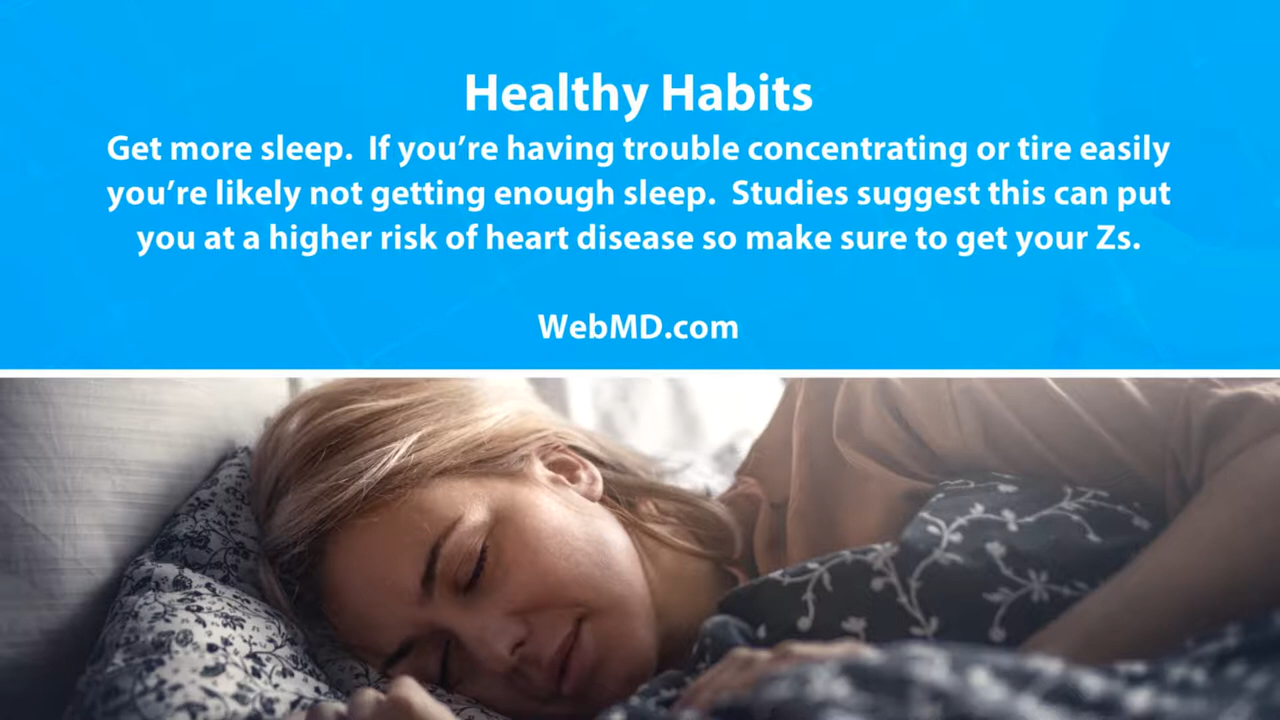 Healthy Habits
Get more sleep.  If you’re having trouble concentrating or tire easily
you’re likely not getting enough sleep.  Studies suggest this can put
you at a higher risk of heart disease so make sure to get your Zs.
WebMD.com